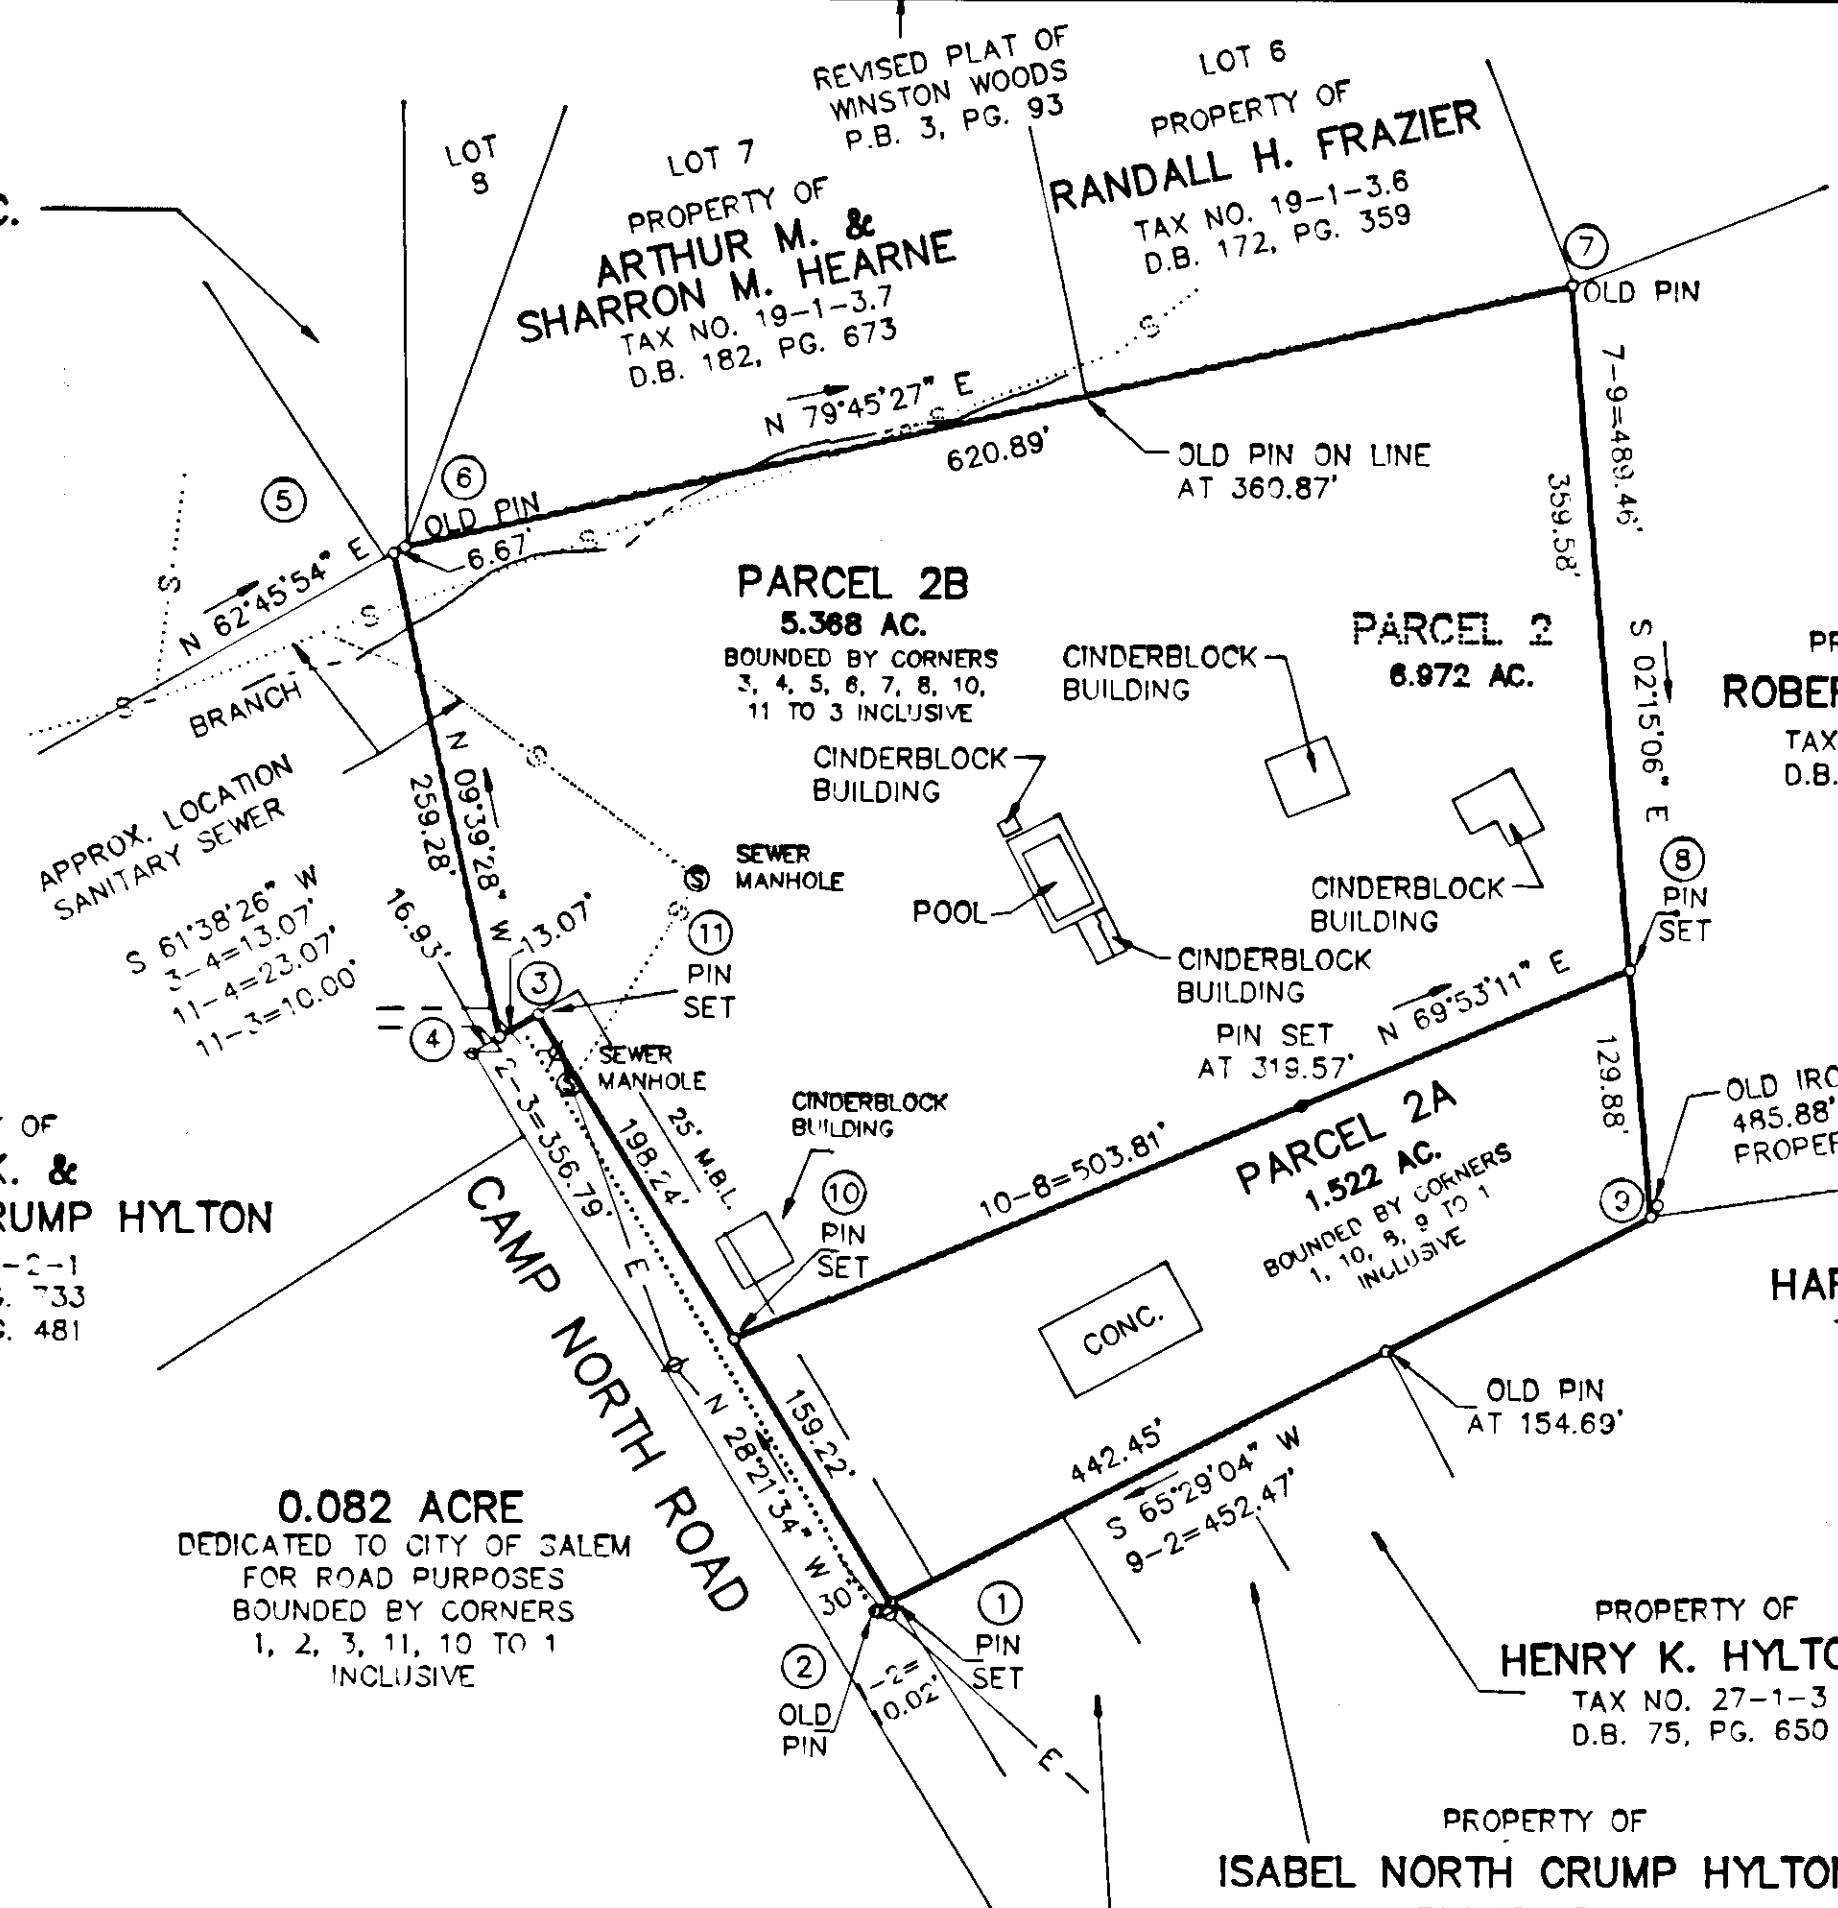 REVISED PLAT OF
WINSTON WOODS
P.B. 3, PG. 93
LOT 6
PROPERTY OF
RANDALL H. FRAZIER
TAX NO. 19-1-3.6
D.B. 172, PG. 359
LOT
8
LOT 7
PROPERTY OF
ARTHUR M. &
SHARRON M. HEARNE
TAX NO. 19-1-3.7
D.B. 182, PG. 673
C.
7
OLD PIN
S
N 79°45'27" E
S
620.89'
OLD PIN ON LINE
AT 360.87'
7-9=489.46'
359.58'
S 02°15'06" E
5
6
OLD PIN
6.67'
S
S
N 62°45'54" E
S
S
BRANCH
PARCEL 2B
5.368 AC.
BOUNDED BY CORNERS
3, 4, 5, 6, 7, 8, 10,
11 TO 3 INCLUSIVE
CINDERBLOCK
BUILDING
PARCEL 2
6.972 AC.
ROBER
TAX
D.B.
CINDERBLOCK
BUILDING
APPROX. LOCATION
SANITARY SEWER
N 09°39'28" W
259.28'
S
SEWER
MANHOLE
S
S
POOL
CINDERBLOCK
BUILDING
CINDERBLOCK
BUILDING
8
PIN
SET
S 61°38'26" W
3-4=13.07'
11-4=23.07'
11-3=10.00'
16.93'
13.07'
3
4
11
PIN
SET
SEWER
MANHOLE
S
2-3=356.79'
198.24'
25' M.B.L.
CINDERBLOCK
BUILDING
10
PIN
SET
PIN SET
AT 319.57'
N 69°53'11" E
10-8=503.81'
129.88'
PARCEL 2A
1.522 AC.
BOUNDED BY CORNERS
1, 10, 8, 9 TO 1
INCLUSIVE
OLD IRO
485.88'
PROPER
9
OF
K. &
RUMP HYLTON
-2-1
G. 733
G. 481
CAMP NORTH ROAD
E
CONC.
HAR
OLD PIN
AT 154.69'
159.22'
N 28°21'34" W
30'
442.45'
S 65°29'04" W
9-2=452.47'
0.082 ACRE
DEDICATED TO CITY OF SALEM
FOR ROAD PURPOSES
BOUNDED BY CORNERS
1, 2, 3, 11, 10 TO 1
INCLUSIVE
2
OLD
PIN
1
PIN
SET
-2=
10.02'
E
PROPERTY OF
HENRY K. HYLTO
TAX NO. 27-1-3
D.B. 75, PG. 650
PROPERTY OF
ISABEL NORTH CRUMP HYLTON